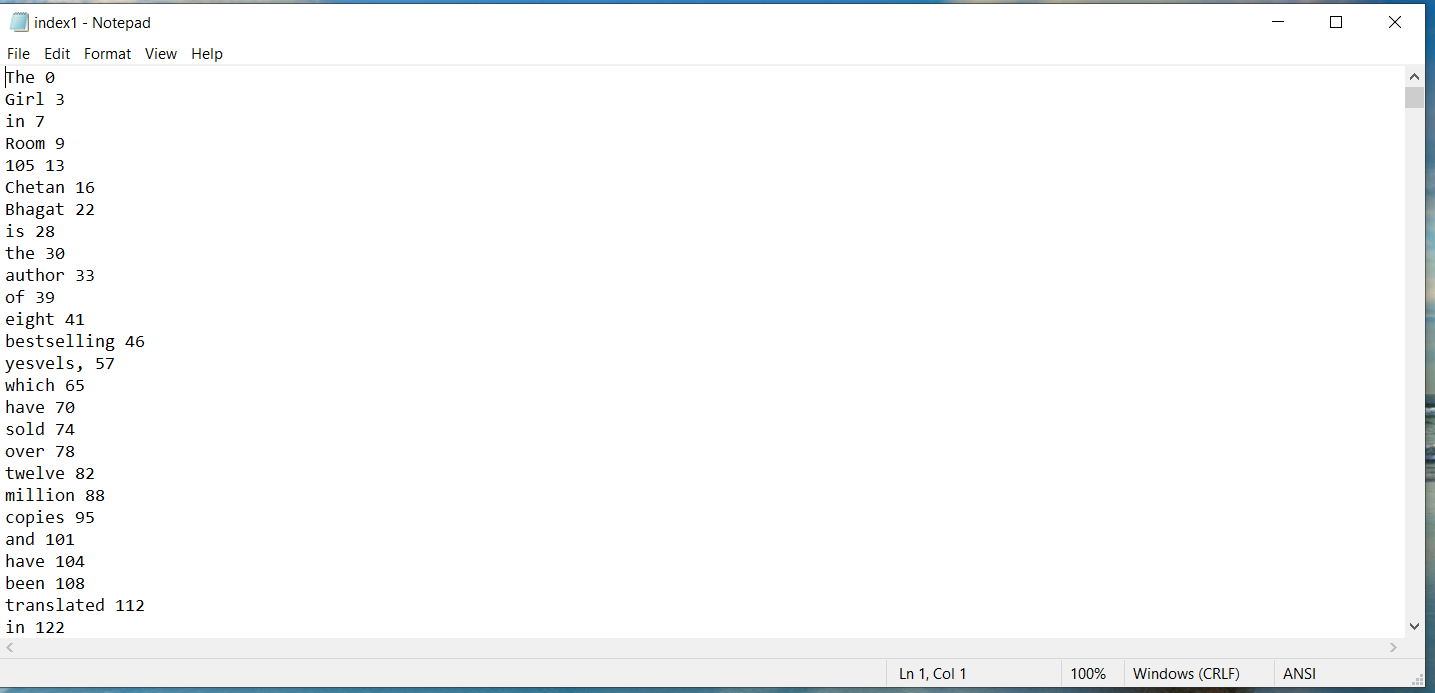 index1 - Notepad
File Edit Format View Help
The 0
Girl 3
in 7
Room 9
105 13
Chetan 16
Bhagat 22
is 28
the 30
author 33
of 39
eight 41
bestselling 46
yesvels, 57
which 65
have 70
sold 74
over 78
twelve 82
million 88
copies 95
and 101
have 104
been 108
translated 112
in 122
Ln 1, Col 1 100% Windows (CRLF) ANSI